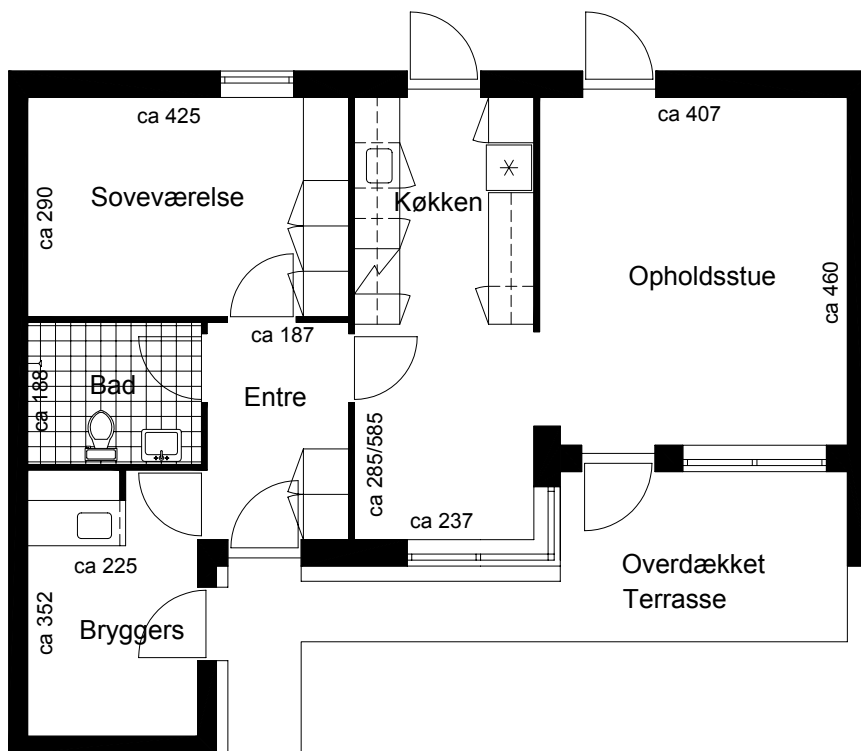 ca 425
ca 407
ca 290
Soveværelse
Køkken
Opholdsstue
ca 460
ca 187
ca 188
Bad
Entre
ca 285/585
ca 237
ca 225
Overdækket
Terrasse
ca 352
Bryggers